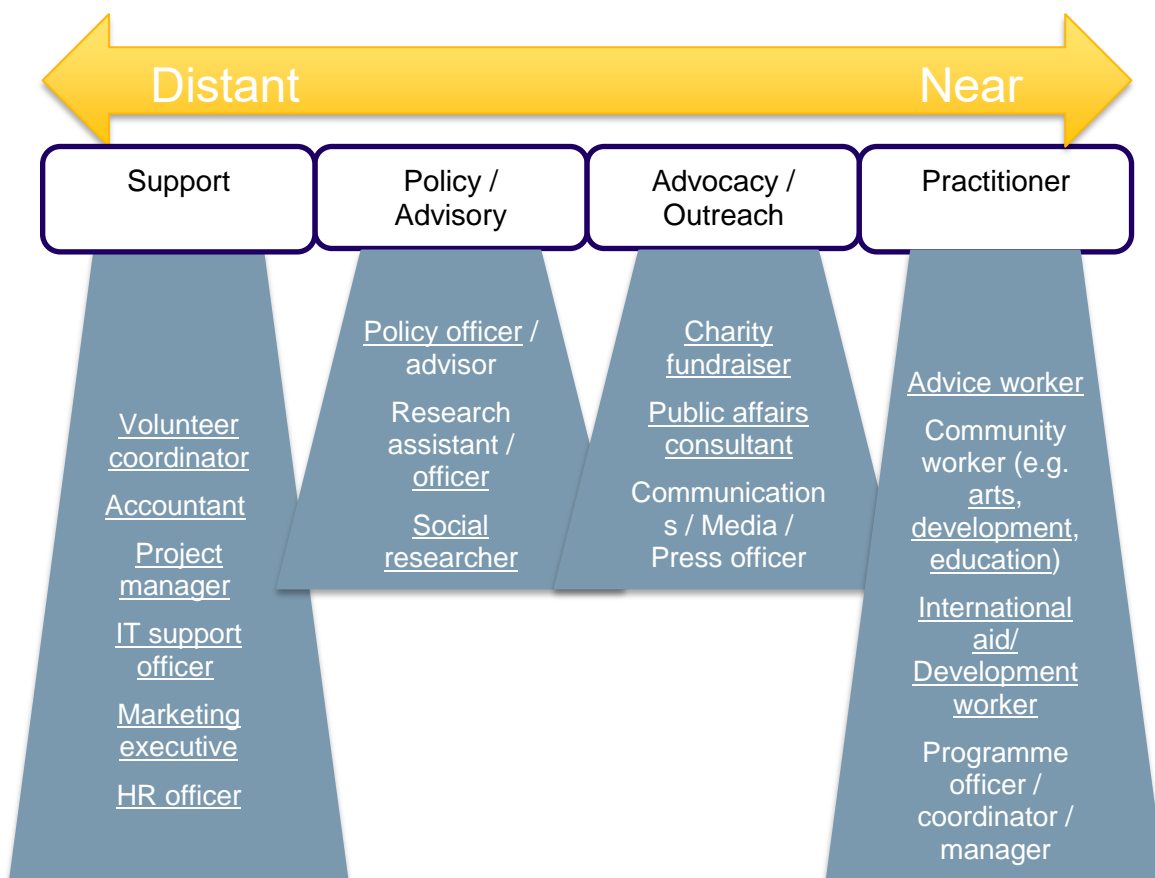 Distant
Near
Support
Policy /
Advisory
Advocacy /
Outreach
Practitioner
Volunteer
coordinator
Accountant
Project
manager
IT support
officer
Marketing
executive
HR officer
Policy officer /
advisor
Research
assistant /
officer
Social
researcher
Charity
fundraiser
Public affairs
consultant
Communication
s / Media /
Press officer
Advice worker
Community
worker (e.g.
arts,
development,
education)
International
aid/
Development
worker
Programme
officer /
coordinator /
manager